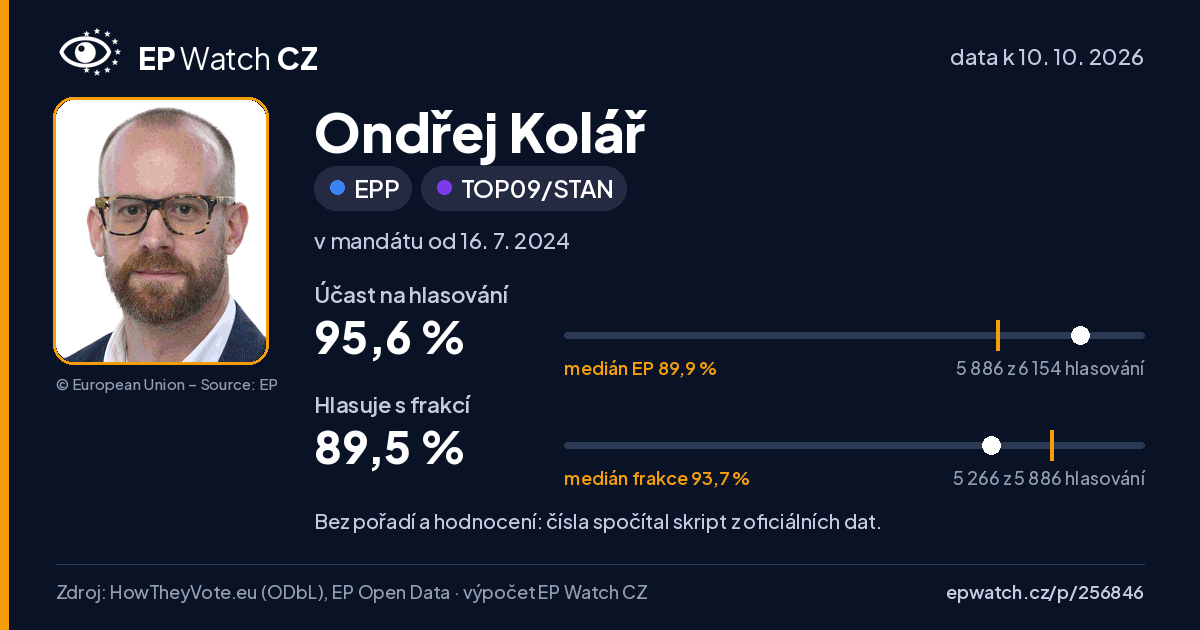 EP Watch CZ
data k 10. 10. 2026
Ondřej Kolář
EPP
TOP09/STAN
v mandátu od 16. 7. 2024
Účast na hlasování
95,6 %
medián EP 89,9 %
5 886 z 6 154 hlasování
© European Union – Source: EP
Hlasuje s frakcí
89,5 %
medián frakce 93,7 %
5 266 z 5 886 hlasování
Bez pořadí a hodnocení: čísla spočítal skript z oficiálních dat.
Zdroj: HowTheyVote.eu (ODbL), EP Open Data · výpočet EP Watch CZ
epwatch.cz/p/256846